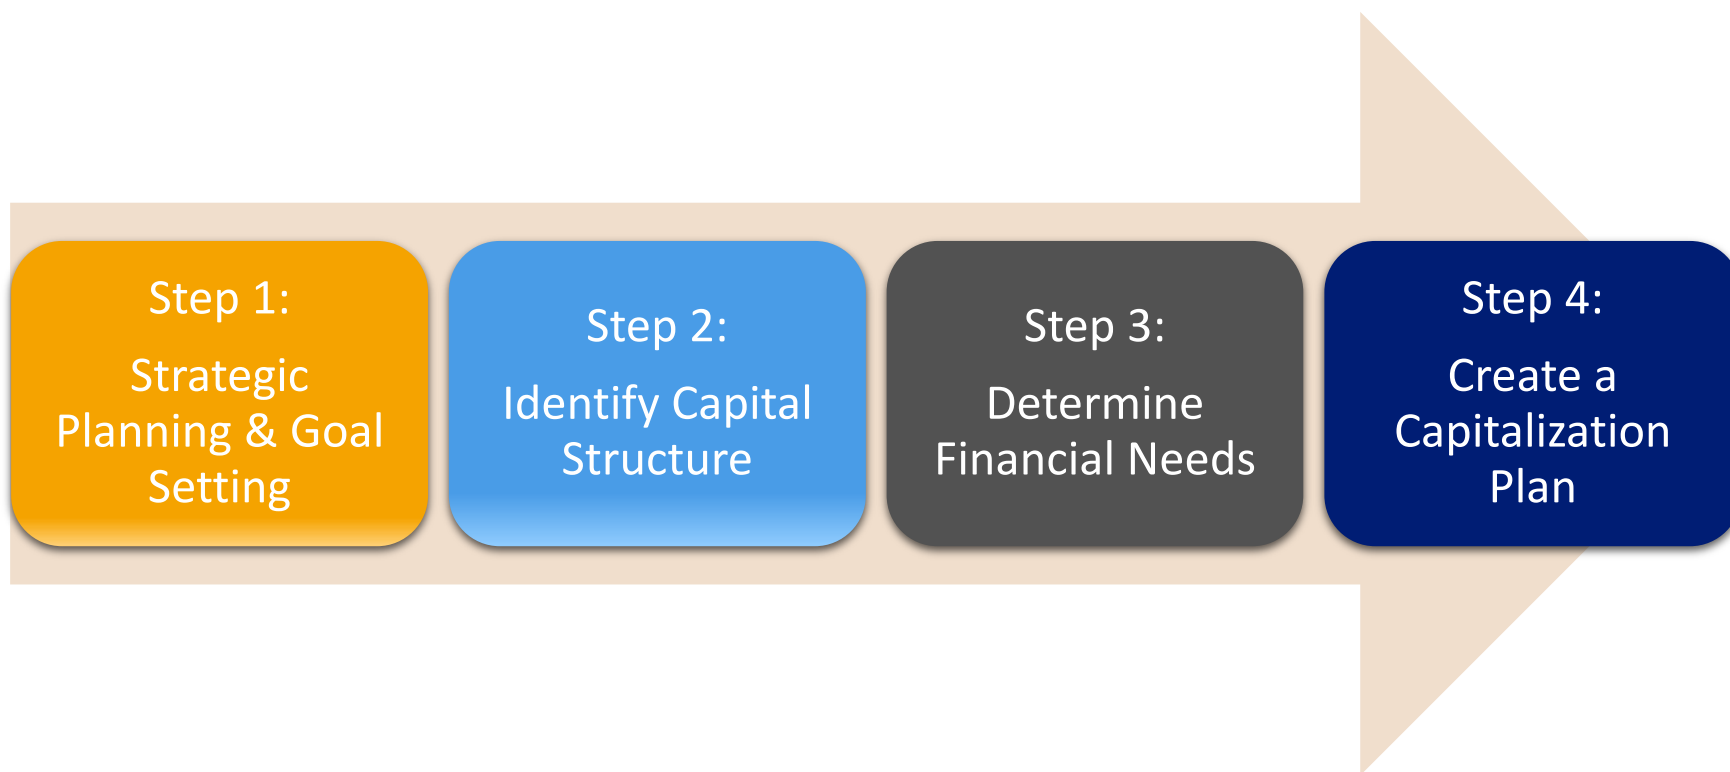 Step 1:
Strategic
Planning & Goal
Setting
Step 2:
Identify Capital
Structure
Step 3:
Determine
Financial Needs
Step 4:
Create a
Capitalization
Plan